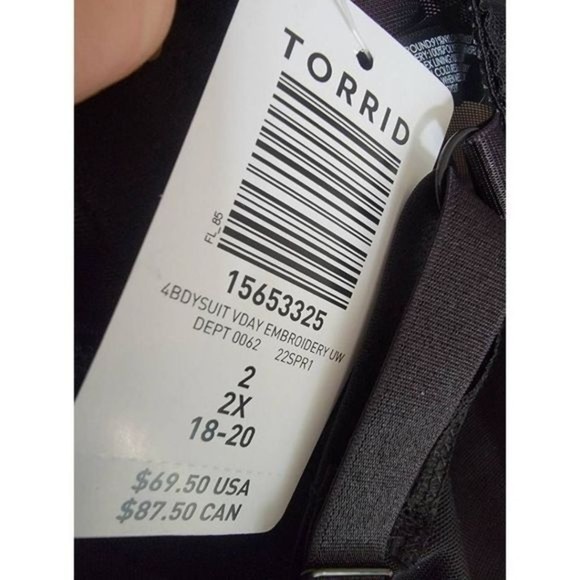 TORRID
FL_85
15653325
4BDYSUIT VDAY EMBROIDERY UW
DEPT 0062 22SPR1
2
2X
18-20
$69.50 USA
$87.50 CAN